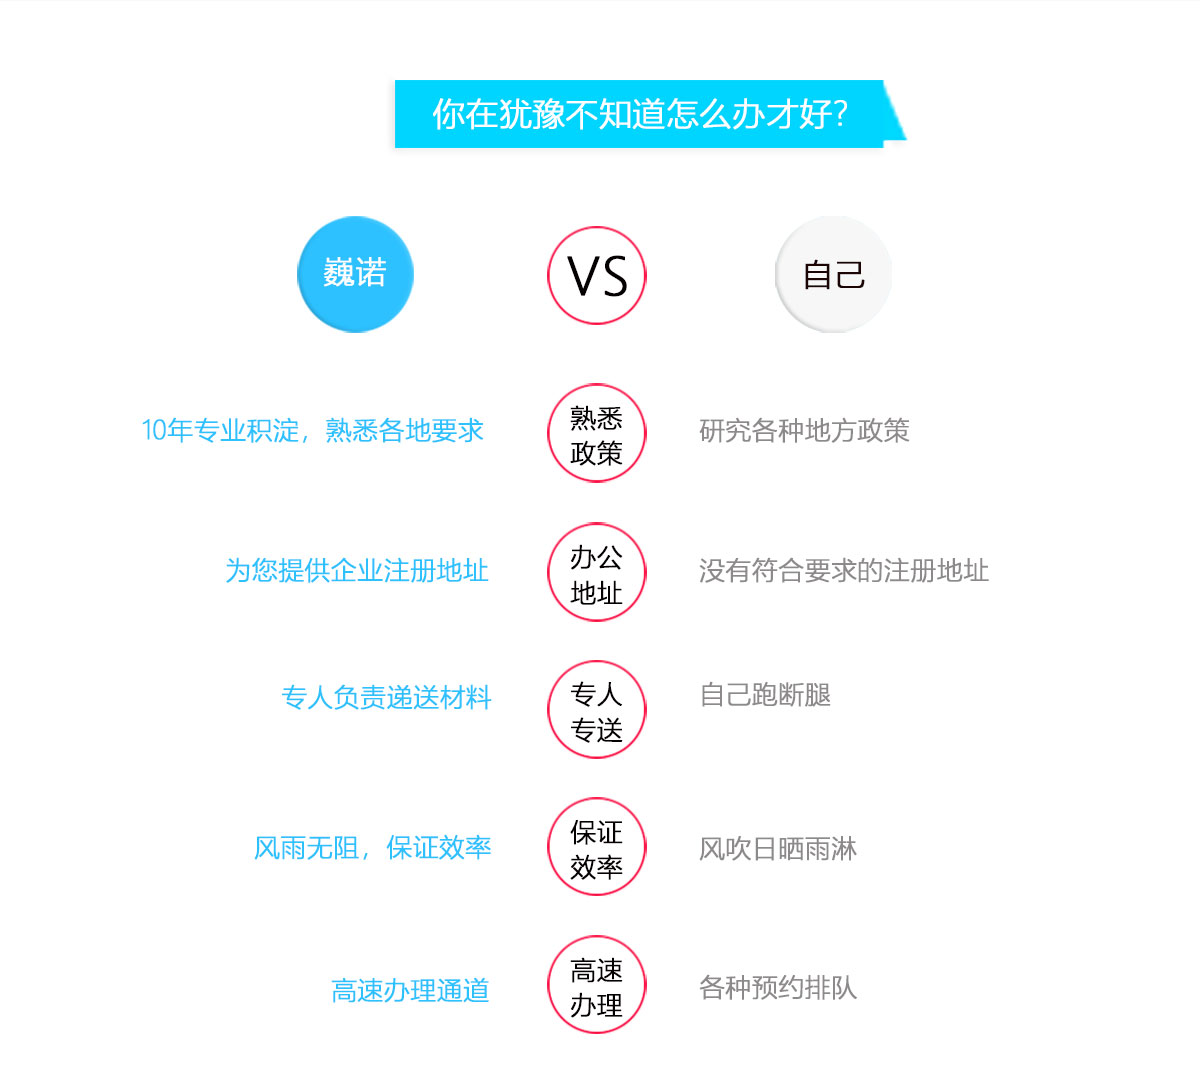 你在犹豫不知道怎么办才好?
巍诺
VS
自己
10年专业积淀，熟悉各地要求
熟悉
政策
研究各种地方政策
为您提供企业注册地址
办公
地址
没有符合要求的注册地址
专人负责递送材料
专人
专送
自己跑断腿
风雨无阻，保证效率
保证
效率
风吹日晒雨淋
高速办理通道
高速
办理
各种预约排队